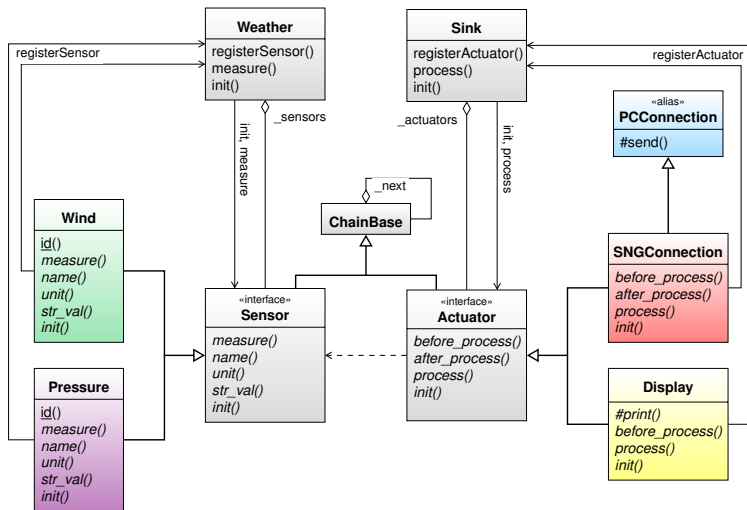 Weather
registerSensor()
measure()
init()
Sink
registerActuator()
process()
init()
registerSensor
registerActuator
_sensors
_actuators
init, measure
init, process
«alias»
PCConnection
#send()
_next
ChainBase
Wind
id()
measure()
name()
unit()
str_val()
init()
SNGConnection
before_process()
after_process()
process()
init()
«interface»
Sensor
measure()
name()
unit()
str_val()
init()
«interface»
Actuator
before_process()
after_process()
process()
init()
Pressure
id()
measure()
name()
unit()
str_val()
init()
Display
#print()
before_process()
process()
init()